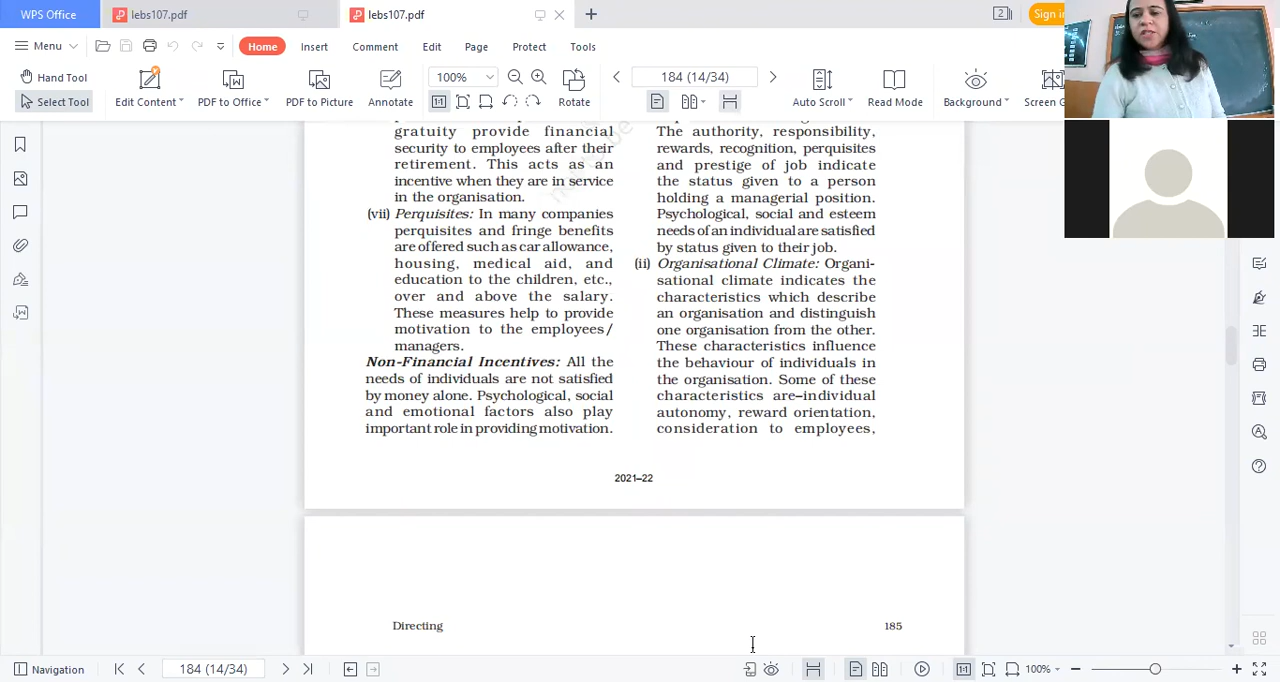 WPS Office
lebs107.pdf
lebs107.pdf
2
Sign in
Menu
Home
Insert
Comment
Edit
Page
Protect
Tools
Hand Tool
Select Tool
Edit Content
PDF to Office
PDF to Picture
Annotate
100%
184 (14/34)
Rotate
Auto Scroll
Read Mode
Background
Screen G
gratuity provide financial
security to employees after their
retirement. This acts as an
incentive when they are in service
in the organisation.
(vii) Perquisites: In many companies
perquisites and fringe benefits
are offered such as car allowance,
housing, medical aid, and
education to the children, etc.,
over and above the salary.
These measures help to provide
motivation to the employees/
managers.
Non-Financial Incentives: All the
needs of individuals are not satisfied
by money alone. Psychological, social
and emotional factors also play
important role in providing motivation.
The authority, responsibility,
rewards, recognition, perquisites
and prestige of job indicate
the status given to a person
holding a managerial position.
Psychological, social and esteem
needs of an individual are satisfied
by status given to their job.
(ii) Organisational Climate: Organi-
sational climate indicates the
characteristics which describe
an organisation and distinguish
one organisation from the other.
These characteristics influence
the behaviour of individuals in
the organisation. Some of these
characteristics are–individual
autonomy, reward orientation,
consideration to employees,
2021–22
Directing
185
Navigation
184 (14/34)
100%